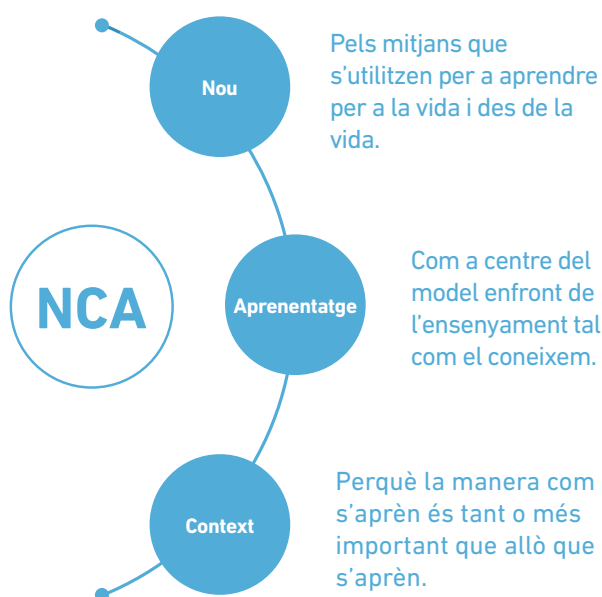 Nou
Pels mitjans que
s’utilitzen per a aprendre
per a la vida i des de la
vida.
NCA
Aprenentatge
Com a centre del
model enfront de
l’ensenyament tal
com el coneixem.
Context
Perquè la manera com
s’aprèn és tant o més
important que allò que
s’aprèn.